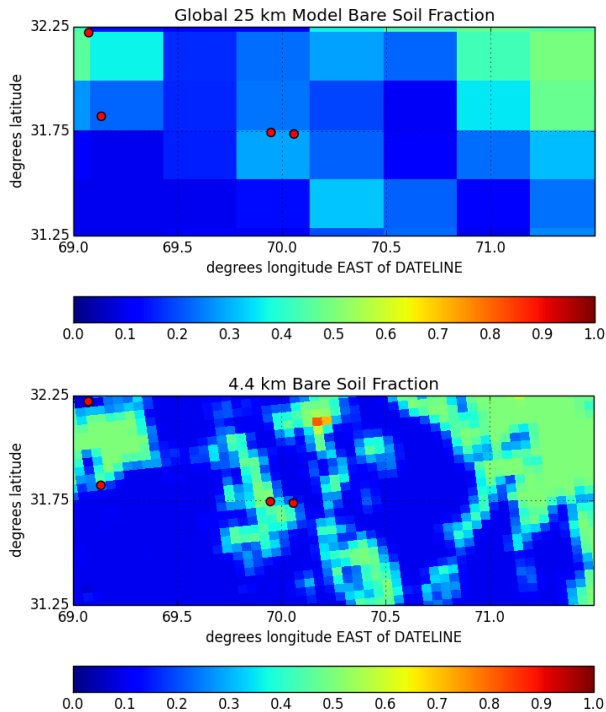 Global 25 km Model Bare Soil Fraction
32.25
31.75
31.25
degrees latitude
69.0 69.5 70.0 70.5 71.0
degrees longitude EAST of DATELINE
0.0 0.1 0.2 0.3 0.4 0.5 0.6 0.7 0.8 0.9 1.0
4.4 km Bare Soil Fraction
32.25
31.75
31.25
degrees latitude
69.0 69.5 70.0 70.5 71.0
degrees longitude EAST of DATELINE
0.0 0.1 0.2 0.3 0.4 0.5 0.6 0.7 0.8 0.9 1.0